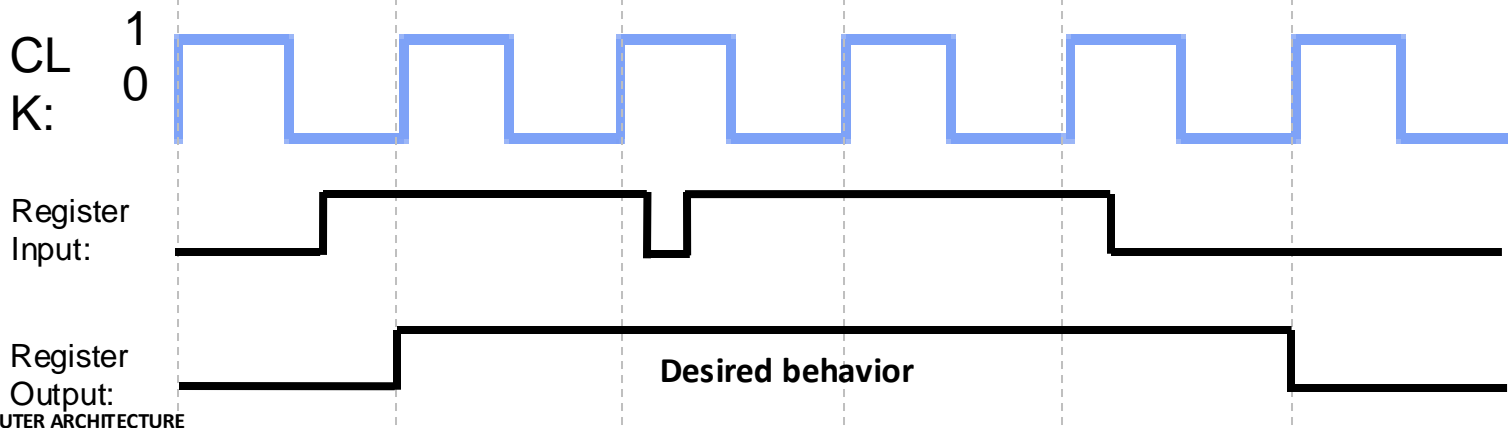 1
CL
0
K:
Register
Input:
Desired behavior
Register
Output:
UTER ARCHITECTURE